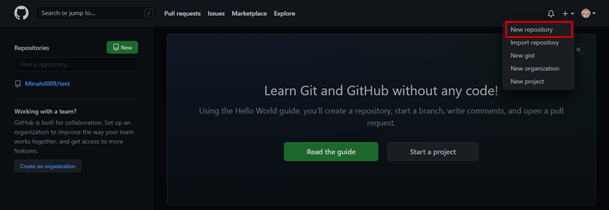 Search or jump to... /
Pull requests Issues Marketplace Explore
Repositories
New
Find a repository...
Minahil009/test
Working with a team?
GitHub is built for collaboration. Set up an
organization to improve the way your team
works together, and get access to more
features.
Create an organization
Learn Git and GitHub without any code!
Using the Hello World guide, you'll create a repository, start a branch, write comments, and open a pull
request.
Read the guide
Start a project
New repository
Import repository
New gist
New organization
New project